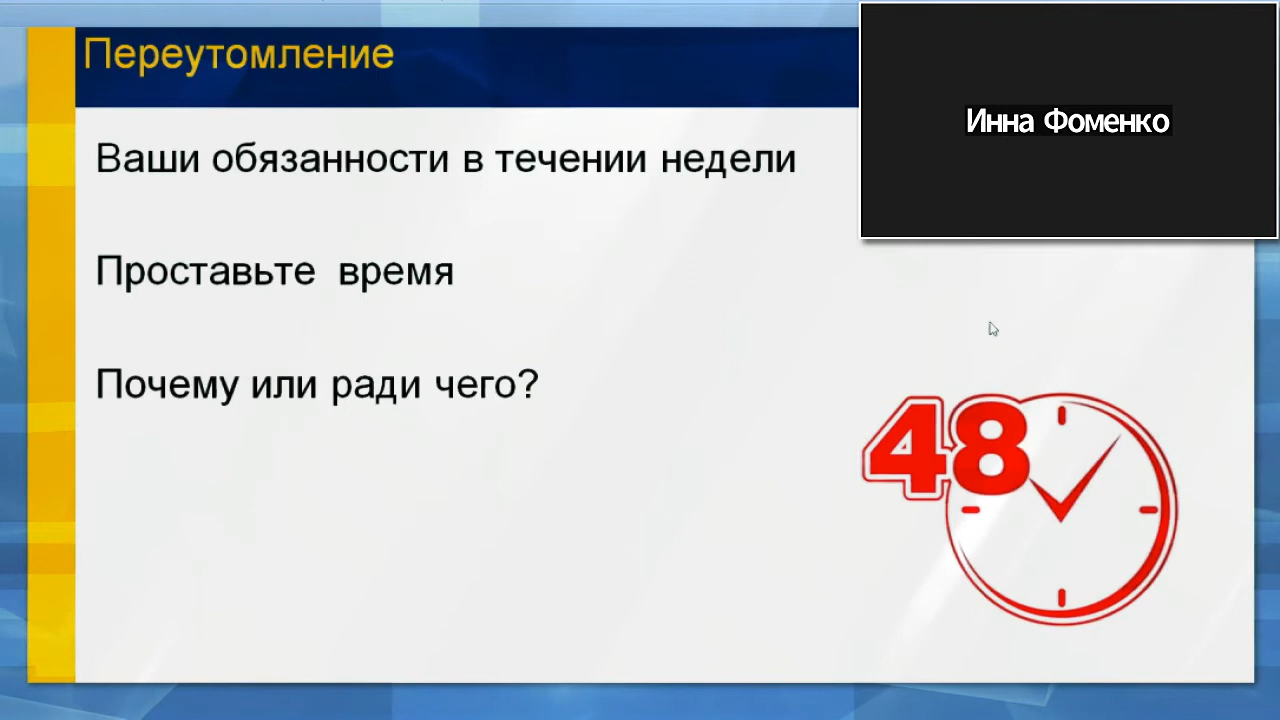 Переутомление
Инна Фоменко
Ваши обязанности в течении недели
Проставьте  время
Почему или ради чего?
48